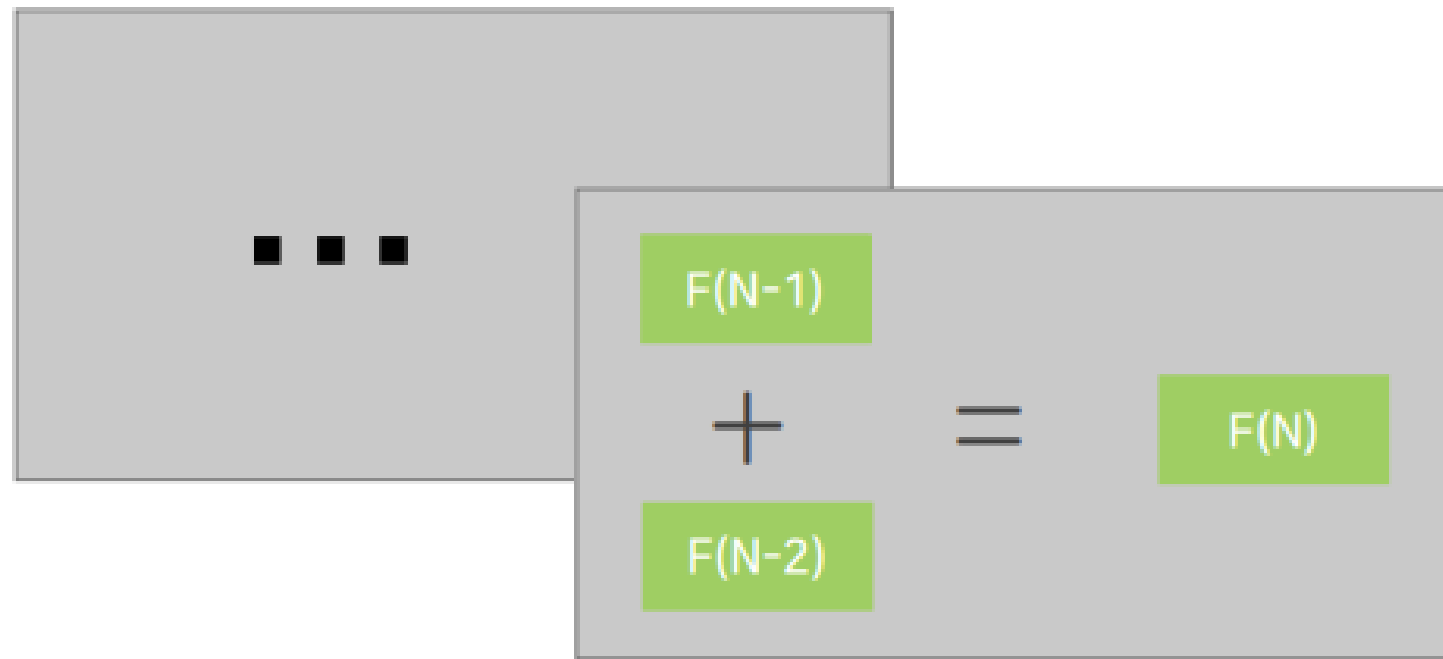 ...
F(N-1)
+ = F(N)
F(N-2)